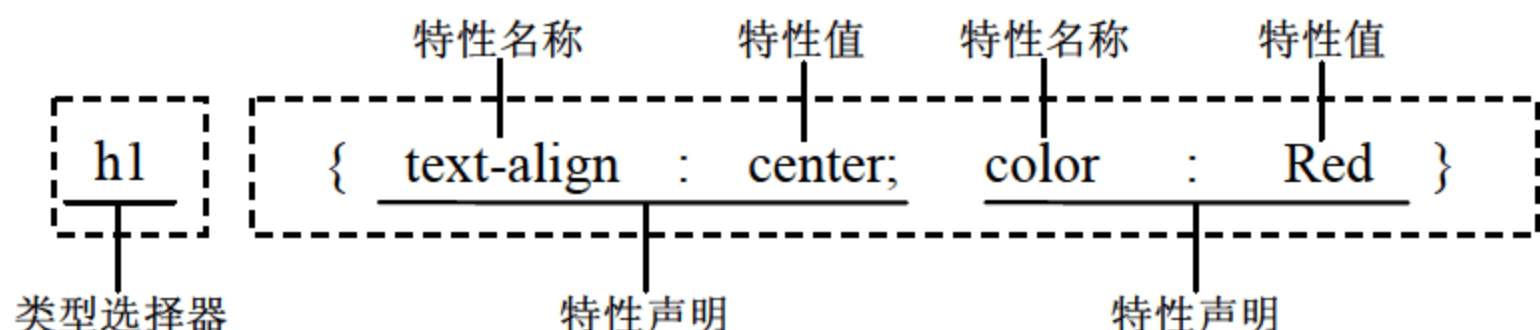 特性名称 特性值 特性名称 特性值
h1 { text-align : center; color : Red }
类型选择器 特性声明 特性声明